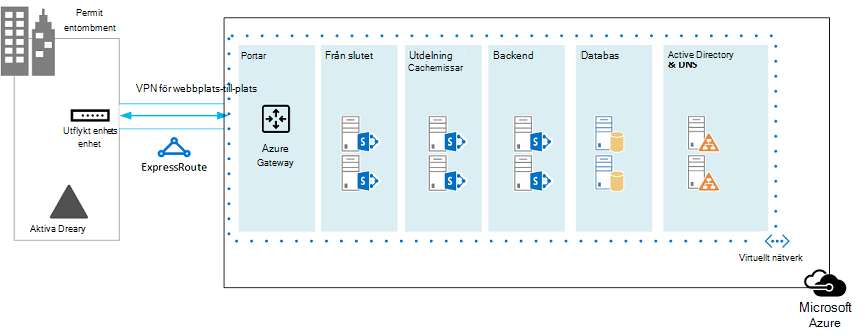 Permit
entombment
Portar
Från slutet
Utdelning
Cachemissar
Backend
Databas
Active Directory
& DNS
VPN för webbplats-till-plats
Utflykt enhets
enhet
ExpressRoute
Azure
Gateway
Aktiva Dreary
Virtuellt nätverk
Microsoft
Azure